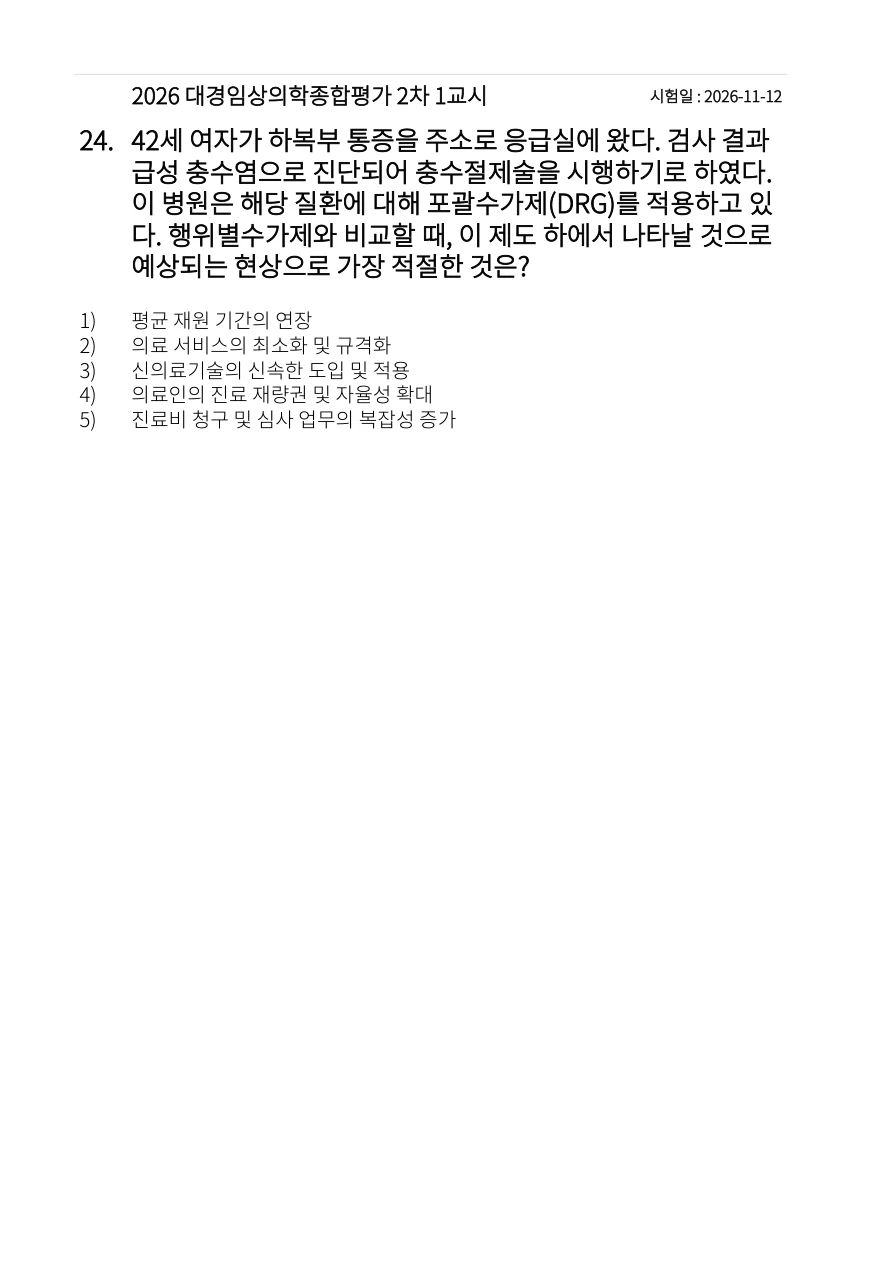 2026 대경임상의학종합평가 2차 1교시
시험일 : 2026-11-12
24. 42세 여자가 하복부 통증을 주소로 응급실에 왔다. 검사 결과
급성 충수염으로 진단되어 충수절제술을 시행하기로 하였다.
이 병원은 해당 질환에 대해 포괄수가제(DRG)를 적용하고 있
다. 행위별수가제와 비교할 때, 이 제도 하에서 나타날 것으로
예상되는 현상으로 가장 적절한 것은?
1) 평균 재원 기간의 연장
2) 의료 서비스의 최소화 및 규격화
3) 신의료기술의 신속한 도입 및 적용
4) 의료인의 진료 재량권 및 자율성 확대
5) 진료비 청구 및 심사 업무의 복잡성 증가